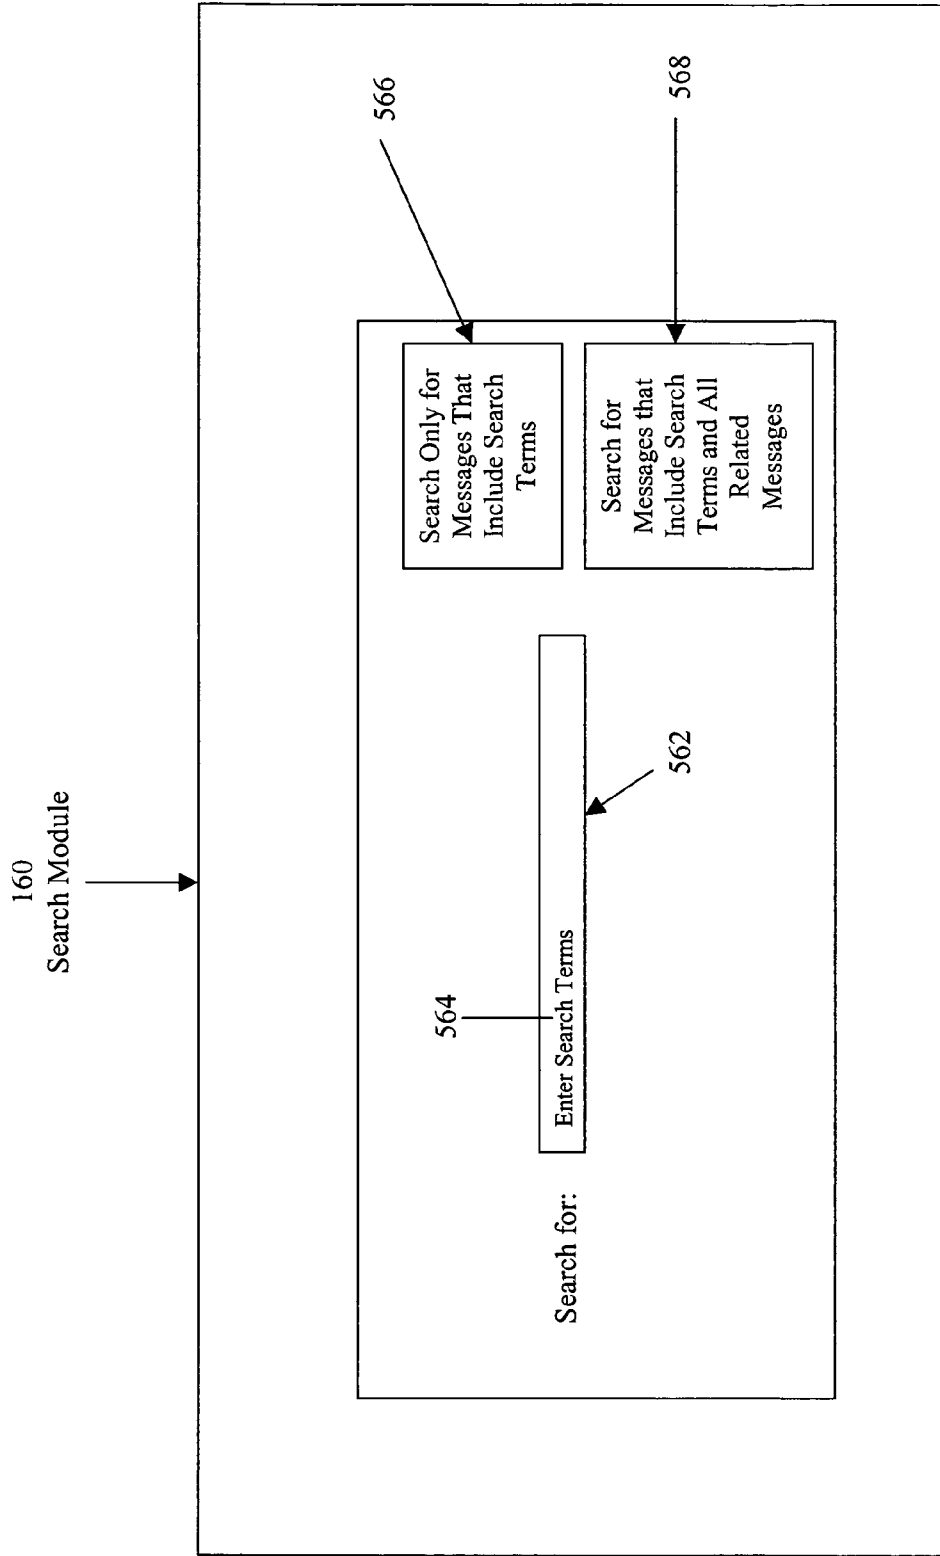 160
Search Module
566
568
Search Only for
Messages That
Include Search
Terms
Search for
Messages that
Include Search
Terms and All
Related
Messages
564
Search for:
Enter Search Terms
562